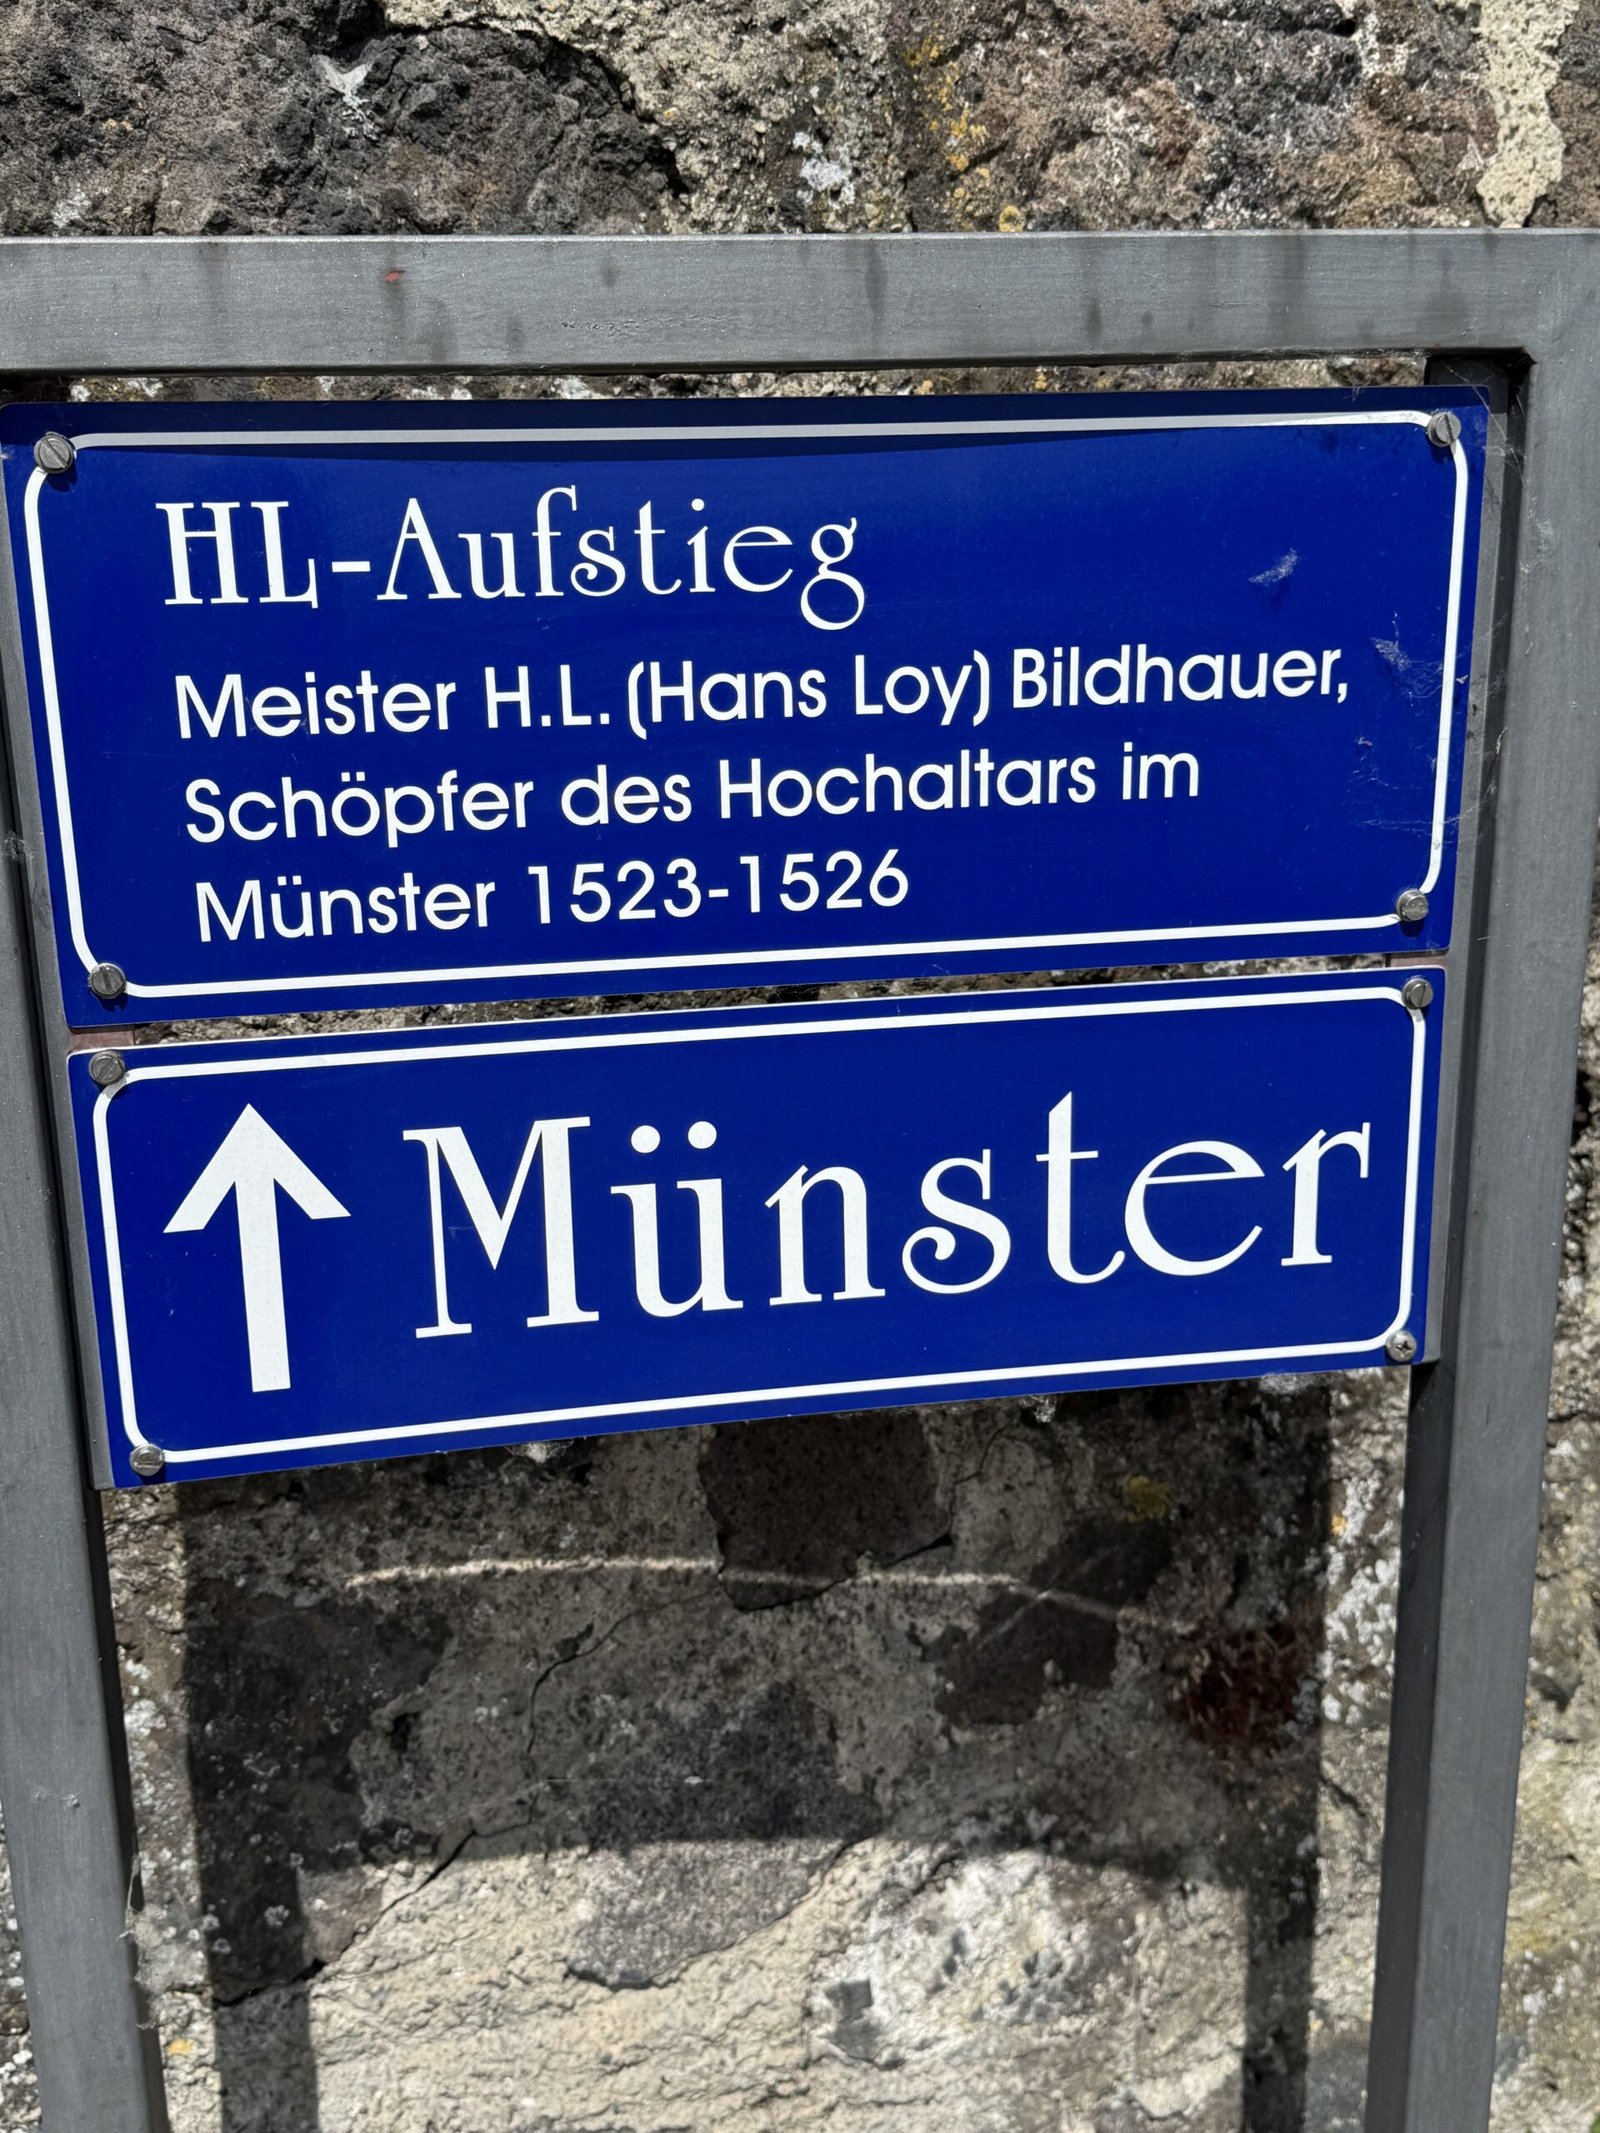 HL-Aufstieg
Meister H.L. (Hans Loy) Bildhauer,
Schöpfer des Hochaltars im
Münster 1523-1526
↑ Münster